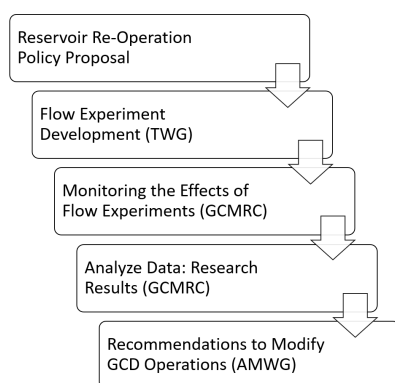 Reservoir Re-Operation
Policy Proposal
Flow Experiment
Development (TWG)
Monitoring the Effects of
Flow Experiments (GCMRC)
Analyze Data: Research
Results (GCMRC)
Recommendations to Modify
GCD Operations (AMWG)